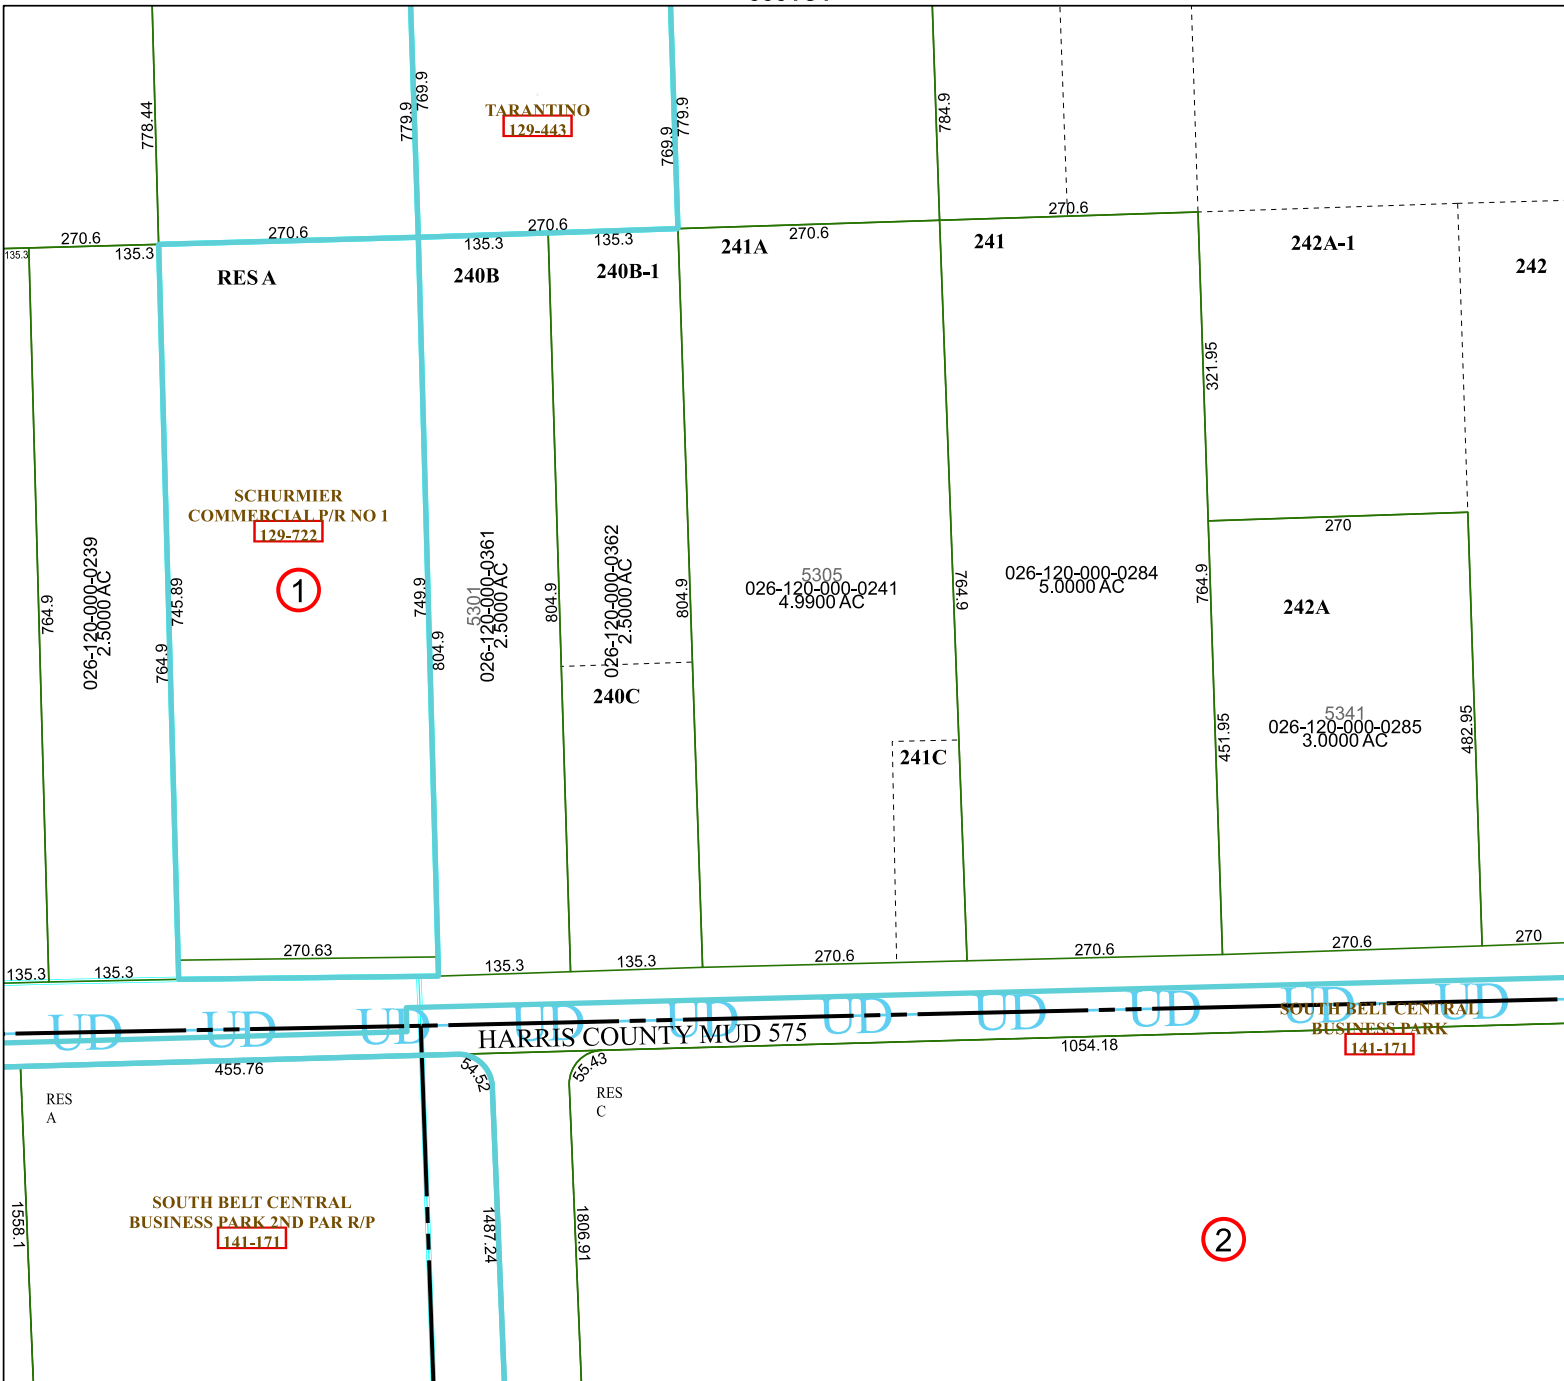 778.44
779.9
769.9
TARANTINO
129-443
769.9
779.9
784.9
270.6
270.6
270.6
270.6
270.6
135.3
135.3
135.3
135.3
RES A
240B
240B-1
241A
241
242A-1
242
321.95
270
SCHURMIER
COMMERCIAL P/R NO 1
129-722
1
764.9
026-120-000-0239
2.5000 AC
764.9
745.89
749.9
804.9
5301
026-120-000-0361
2.5000 AC
804.9
026-120-000-0362
2.5000 AC
804.9
5305
026-120-000-0241
4.9900 AC
764.9
026-120-000-0284
5.0000 AC
764.9
242A
240C
241C
451.95
5341
026-120-000-0285
3.0000 AC
482.95
135.3
135.3
270.63
135.3
135.3
270.6
270.6
270.6
270
UD UD UD UD UD UD UD UD UD UD
HARRIS COUNTY MUD 575
SOUTH BELT CENTRAL
BUSINESS PARK
141-171
455.76
54.52
55.43
1054.18
RES
A
RES
C
1558.1
SOUTH BELT CENTRAL
BUSINESS PARK 2ND PAR R/P
141-171
1487.24
1806.91
2